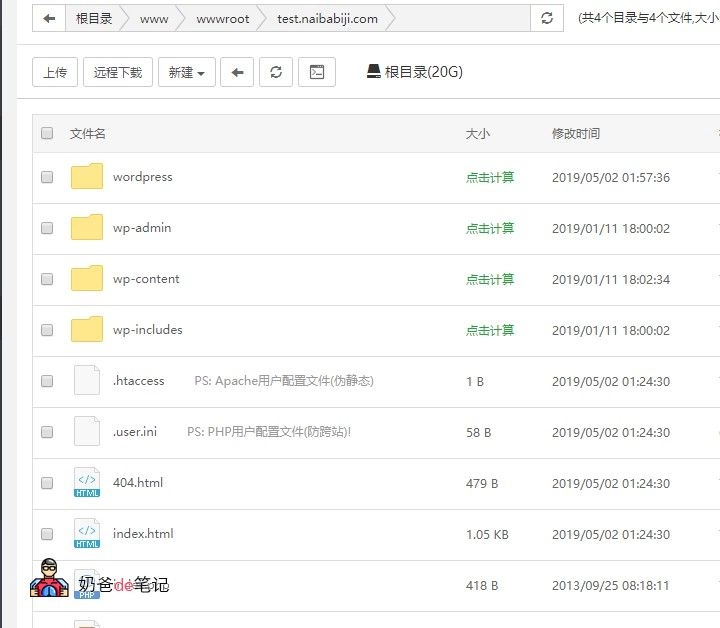 根目录 www wwwroot test.naibabiji.com (共4个目录与4个文件,大小
上传 远程下载 新建 根目录(20G)
文件名 大小 修改时间
wordpress 点击计算 2019/05/02 01:57:36
wp-admin 点击计算 2019/01/11 18:00:02
wp-content 点击计算 2019/01/11 18:02:34
wp-includes 点击计算 2019/01/11 18:00:02
.htaccess PS: Apache用户配置文件(伪静态) 1 B 2019/05/02 01:24:30
.user.ini PS: PHP用户配置文件(防跨站)! 58 B 2019/05/02 01:24:30
HTML 404.html 479 B 2019/05/02 01:24:30
HTML index.html 1.05 KB 2019/05/02 01:24:30
PHP 奶爸de笔记 418 B 2013/09/25 08:18:11